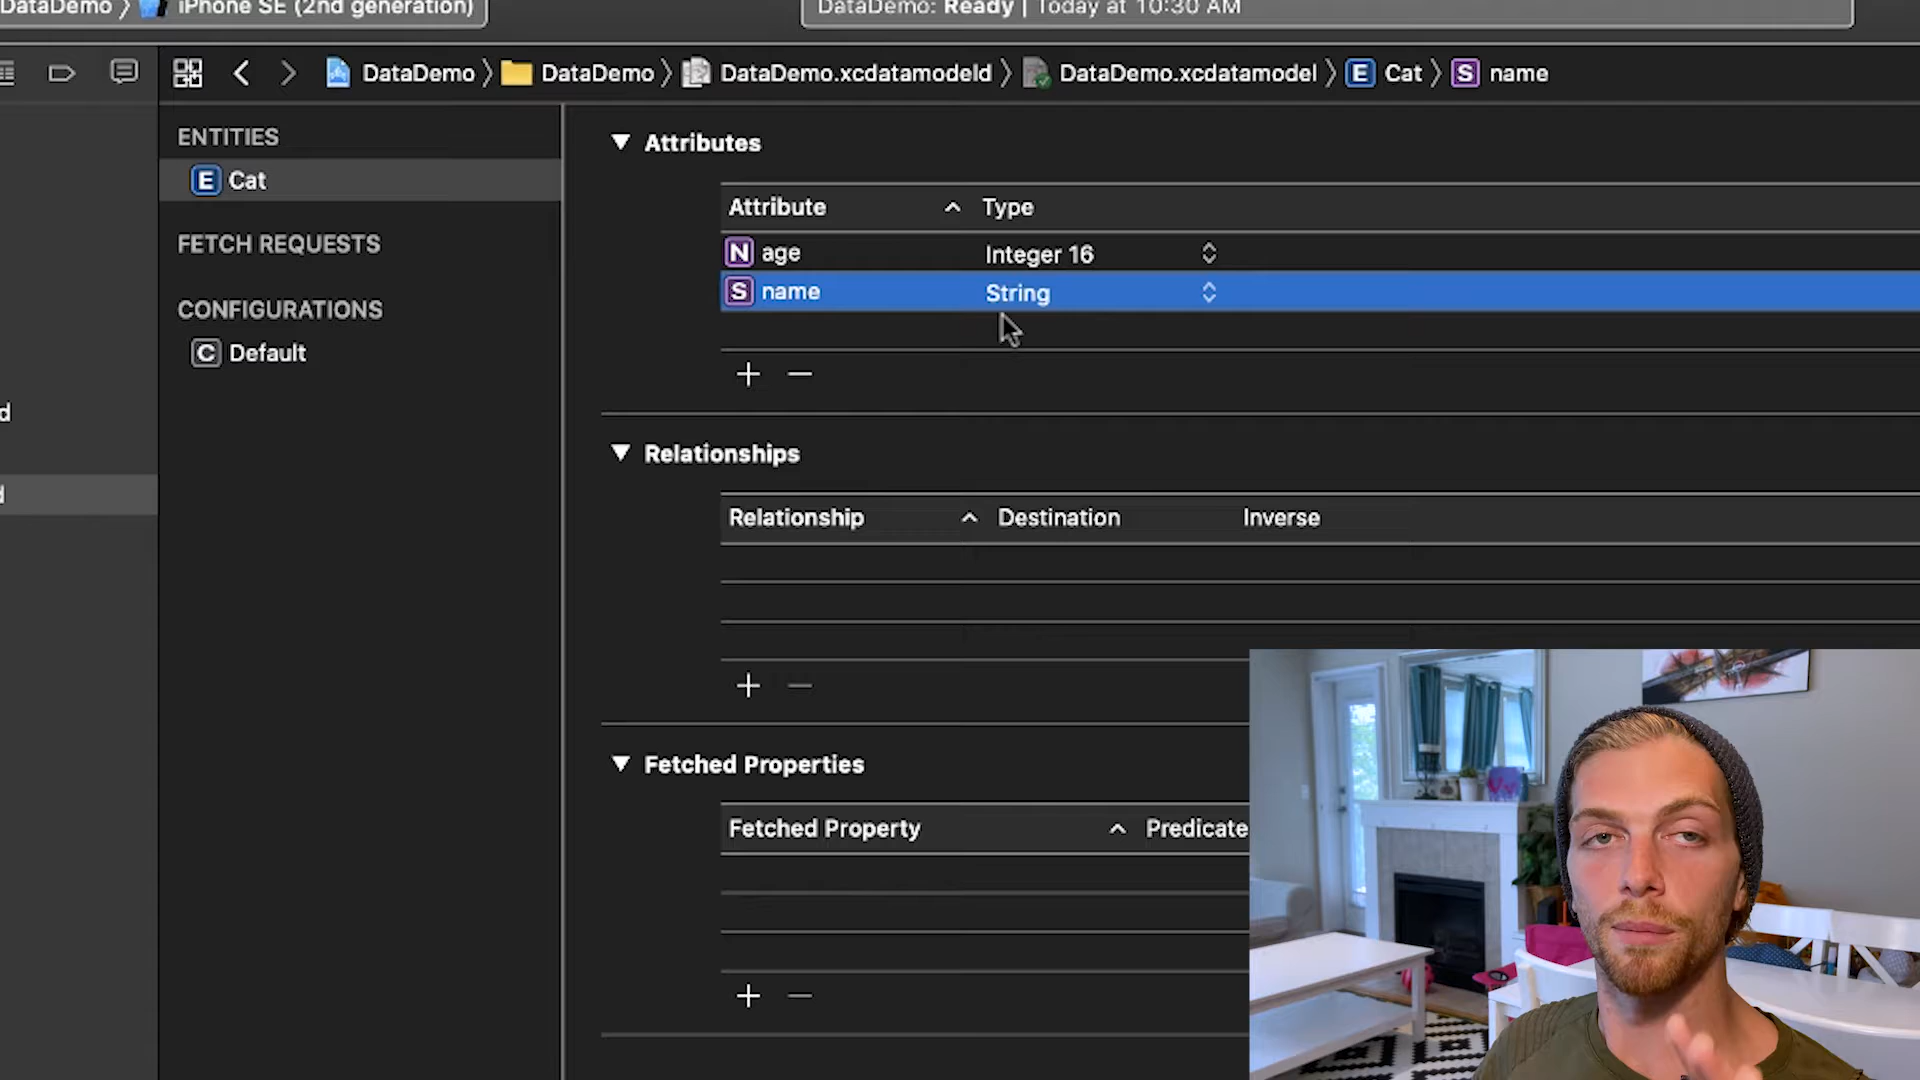 DataDemo 〉 iPhone SE (2nd generation)
DataDemo: Ready | Today at 10:30 AM
DataDemo 〉 DataDemo 〉 DataDemo.xcdatamodeld 〉 DataDemo.xcdatamodel 〉 E Cat 〉 S name
ENTITIES
E Cat
FETCH REQUESTS
CONFIGURATIONS
C Default
d
d
Attributes
Attribute Type
N age Integer 16
S name String
Relationships
Relationship Destination Inverse
Fetched Properties
Fetched Property Predicate